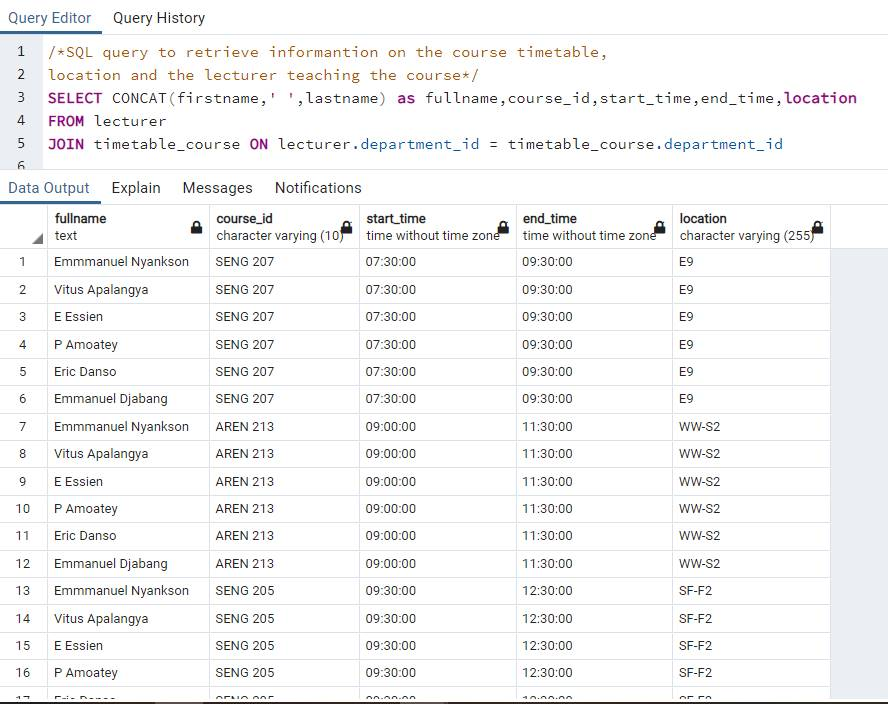 Query Editor Query History
1 /*SQL query to retrieve informantion on the course timetable,
2 location and the lecturer teaching the course*/
3 SELECT CONCAT(firstname,' ',lastname) as fullname,course_id,start_time,end_time,location
4 FROM lecturer
5 JOIN timetable_course ON lecturer.department_id = timetable_course.department_id
6
Data Output Explain Messages Notifications
fullname course_id start_time end_time location
text character varying (10) time without time zone time without time zone character varying (255)
1 Emmmanuel Nyankson SENG 207 07:30:00 09:30:00 E9
2 Vitus Apalangya SENG 207 07:30:00 09:30:00 E9
3 E Essien SENG 207 07:30:00 09:30:00 E9
4 P Amoatey SENG 207 07:30:00 09:30:00 E9
5 Eric Danso SENG 207 07:30:00 09:30:00 E9
6 Emmanuel Djabang SENG 207 07:30:00 09:30:00 E9
7 Emmmanuel Nyankson AREN 213 09:00:00 11:30:00 WW-S2
8 Vitus Apalangya AREN 213 09:00:00 11:30:00 WW-S2
9 E Essien AREN 213 09:00:00 11:30:00 WW-S2
10 P Amoatey AREN 213 09:00:00 11:30:00 WW-S2
11 Eric Danso AREN 213 09:00:00 11:30:00 WW-S2
12 Emmanuel Djabang AREN 213 09:00:00 11:30:00 WW-S2
13 Emmmanuel Nyankson SENG 205 09:30:00 12:30:00 SF-F2
14 Vitus Apalangya SENG 205 09:30:00 12:30:00 SF-F2
15 E Essien SENG 205 09:30:00 12:30:00 SF-F2
16 P Amoatey SENG 205 09:30:00 12:30:00 SF-F2
17 Eric Danso SENG 205 09:30:00 12:30:00 SF-F2